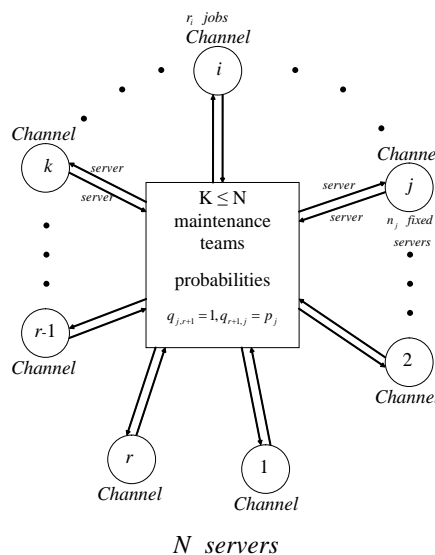 r_i jobs
i
Channel
Channel
k
server
server
K ≤ N
maintenance
teams
probabilities
q_{j,r+1} = 1, q_{r+1,j} = p_j
server
server
Channel
j
n_j fixed
servers
r-1
Channel
2
Channel
r
Channel
1
Channel
N servers